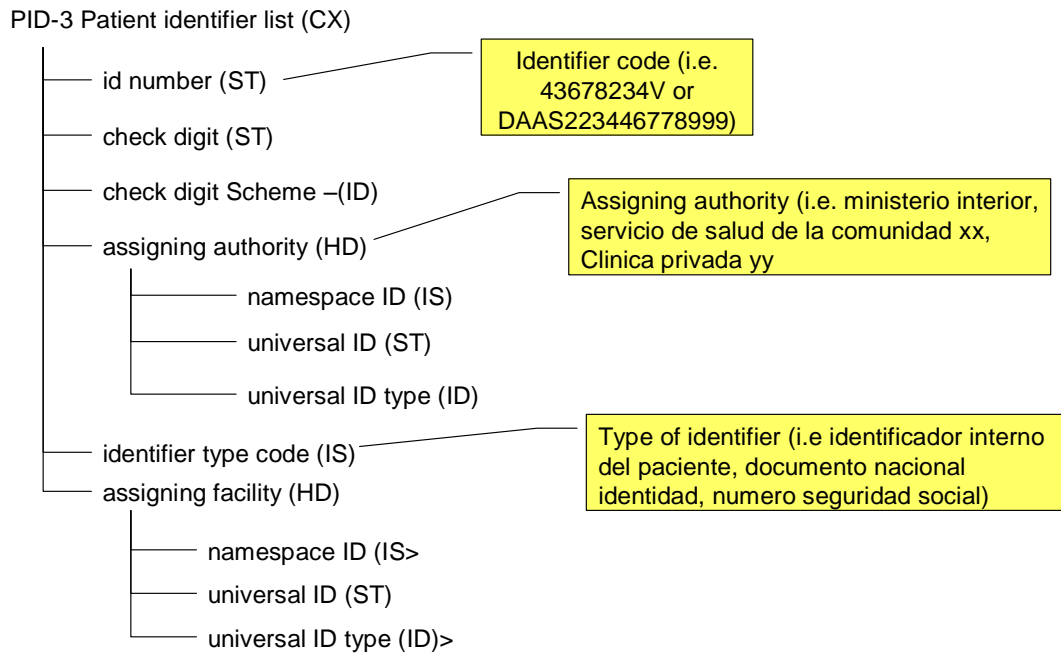 PID-3 Patient identifier list (CX)
id number (ST)
Identifier code (i.e.
43678234V or
DAAS223446778999)
check digit (ST)
check digit Scheme –(ID)
assigning authority (HD)
Assigning authority (i.e. ministerio interior,
servicio de salud de la comunidad xx,
Clinica privada yy
namespace ID (IS)
universal ID (ST)
universal ID type (ID)
identifier type code (IS)
Type of identifier (i.e identificador interno
del paciente, documento nacional
identidad, numero seguridad social)
assigning facility (HD)
namespace ID (IS>
universal ID (ST)
universal ID type (ID)>